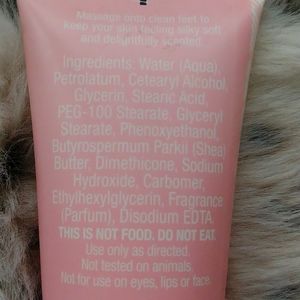 Massage onto clean feet to
keep your skin feeling silky soft
and delightfully scented.
Ingredients: Water (Aqua),
Petrolatum, Cetearyl Alcohol,
Glycerin, Stearic Acid,
PEG-100 Stearate, Glyceryl
Stearate, Phenoxyethanol,
Butyrospermum Parkii (Shea)
Butter, Dimethicone, Sodium
Hydroxide, Carbomer,
Ethylhexylglycerin, Fragrance
(Parfum), Disodium EDTA.
THIS IS NOT FOOD. DO NOT EAT.
Use only as directed.
Not tested on animals.
Not for use on eyes, lips or face.